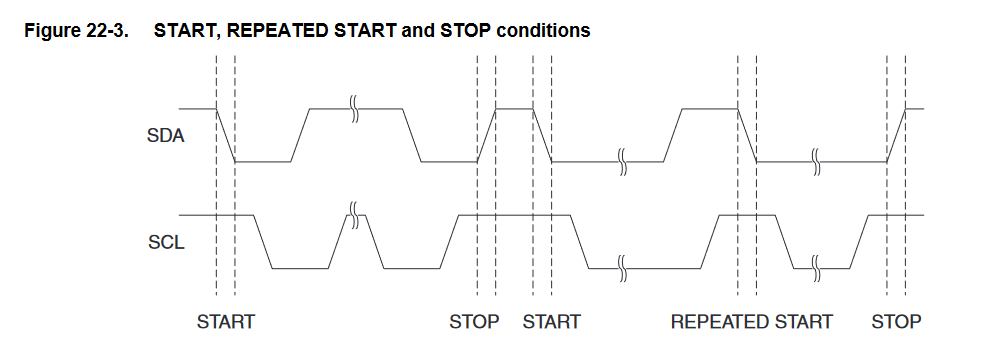 Figure 22-3. START, REPEATED START and STOP conditions
SDA
SCL
START STOP START REPEATED START STOP